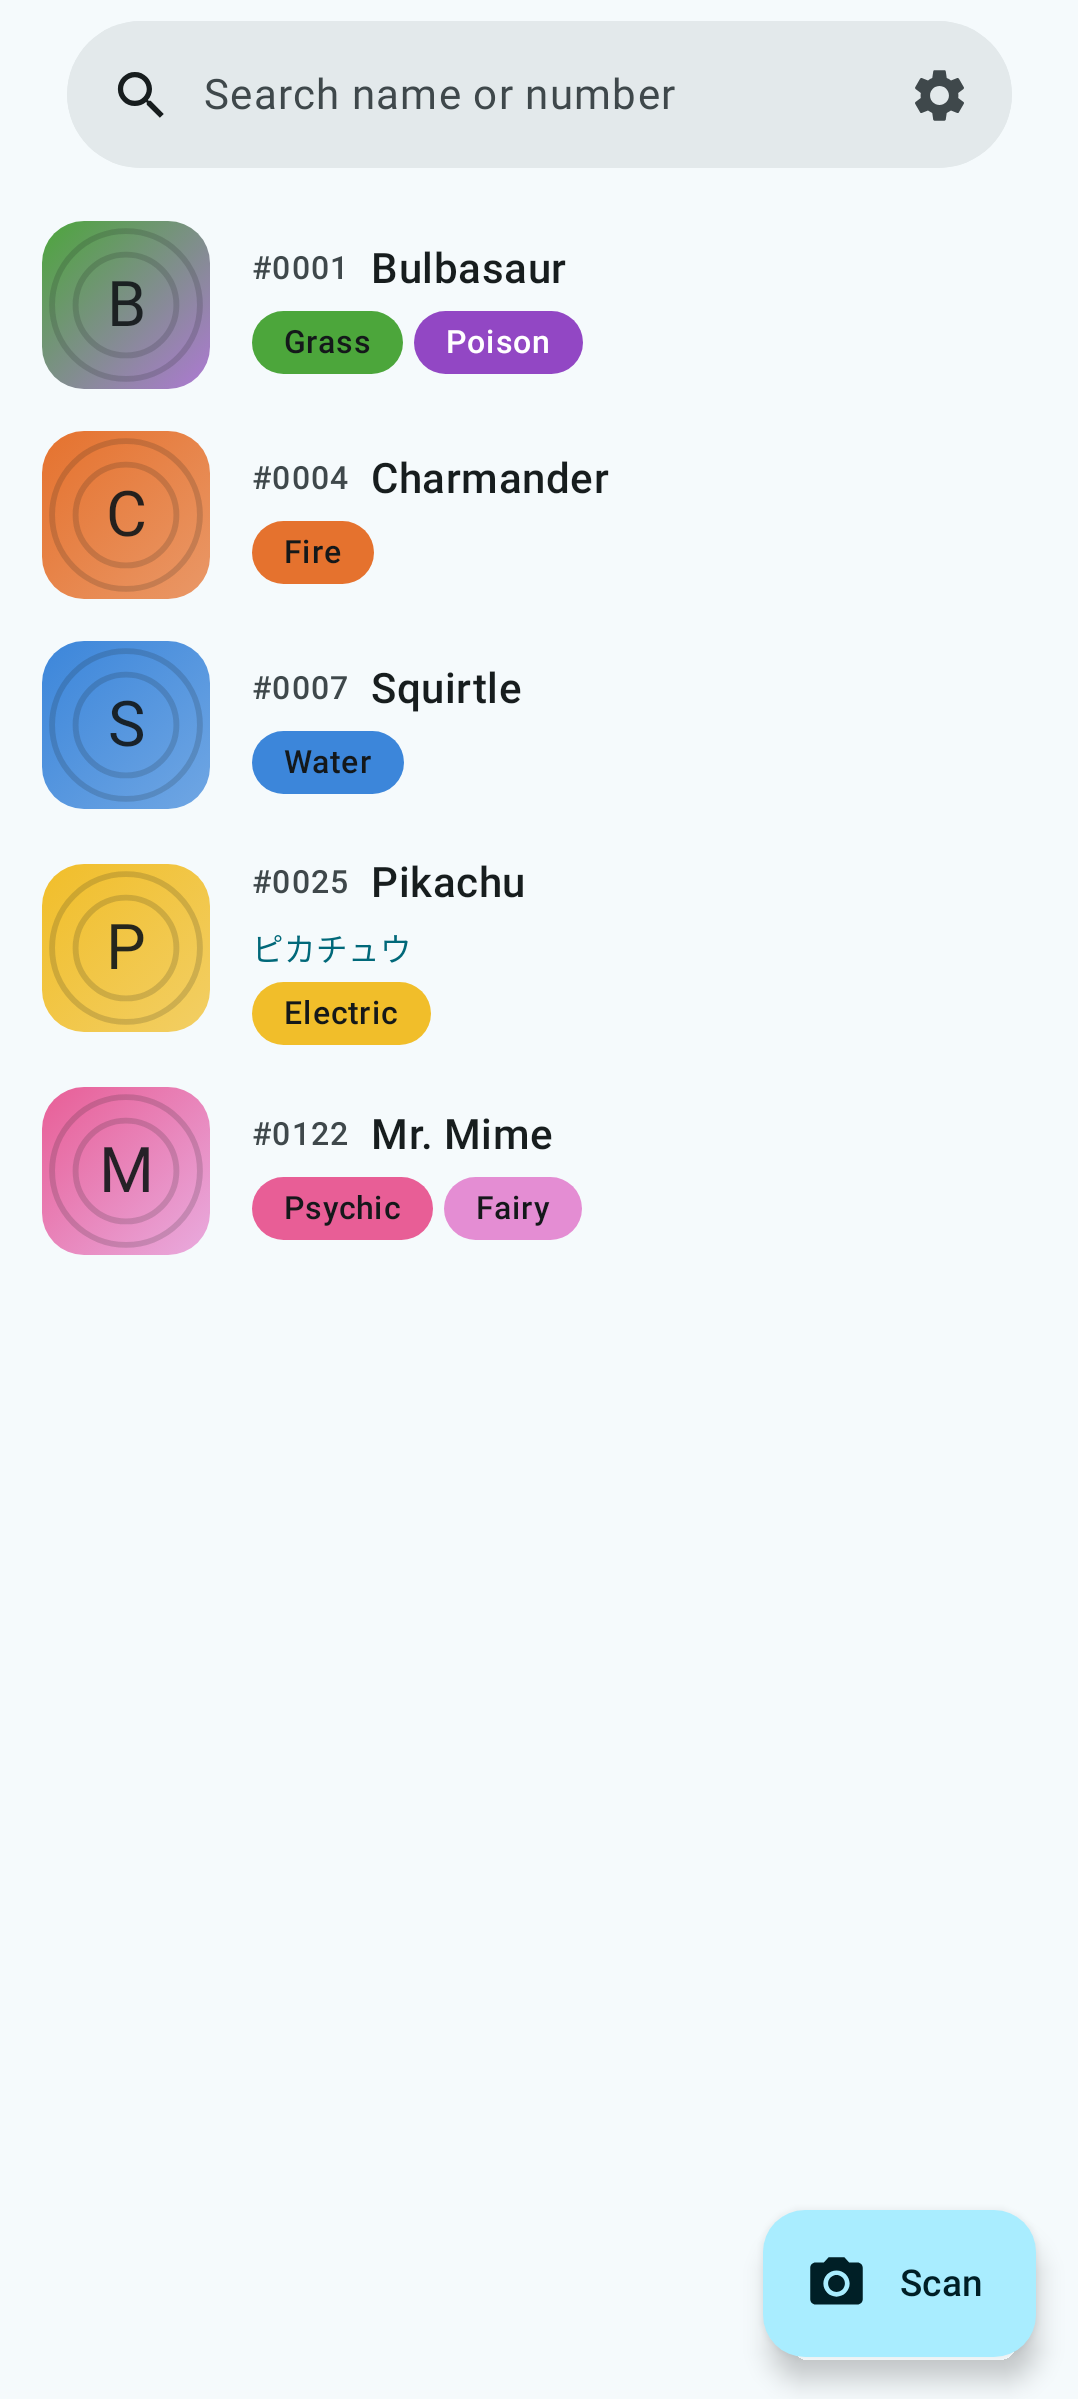 Search name or number
B
#0001 Bulbasaur
Grass Poison
C
#0004 Charmander
Fire
S
#0007 Squirtle
Water
P
#0025 Pikachu
ピカチュウ
Electric
M
#0122 Mr. Mime
Psychic Fairy
Scan